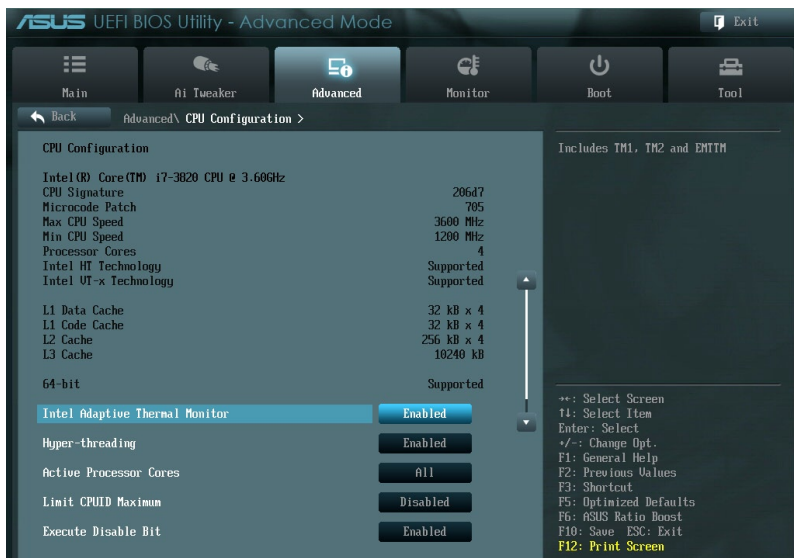 ASUS UEFI BIOS Utility - Advanced Mode
Exit
Main
Ai Tweaker
Advanced
Monitor
Boot
Tool
Back
Advanced\ CPU Configuration >
CPU Configuration
Intel(R) Core(TM) i7-3820 CPU @ 3.60GHz
CPU Signature 206d7
Microcode Patch 705
Max CPU Speed 3600 MHz
Min CPU Speed 1200 MHz
Processor Cores 4
Intel HT Technology Supported
Intel VT-x Technology Supported
L1 Data Cache 32 kB x 4
L1 Code Cache 32 kB x 4
L2 Cache 256 kB x 4
L3 Cache 10240 kB
64-bit Supported
Intel Adaptive Thermal Monitor Enabled
Hyper-threading Enabled
Active Processor Cores All
Limit CPUID Maximum Disabled
Execute Disable Bit Enabled
Includes TM1, TM2 and EMTTM
→←: Select Screen
↑↓: Select Item
Enter: Select
+/-: Change Opt.
F1: General Help
F2: Previous Values
F3: Shortcut
F5: Optimized Defaults
F6: ASUS Ratio Boost
F10: Save ESC: Exit
F12: Print Screen